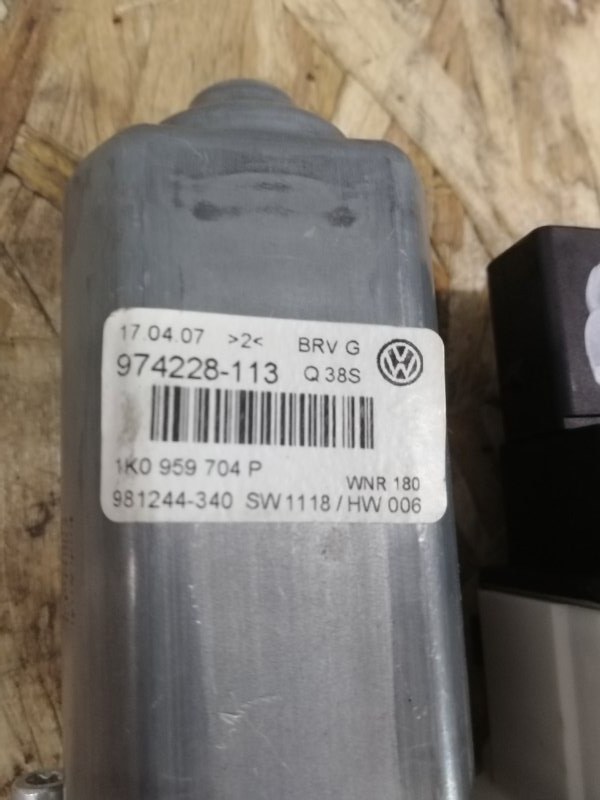 17.04.07 >2< BRV G
974228-113 Q 38S
1K0 959 704 P
WNR 180
981244-340 SW1118 / HW 006